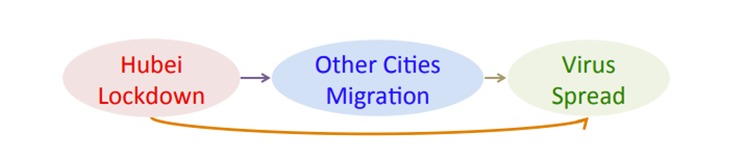 Hubei
Lockdown
Other Cities
Migration
Virus
Spread